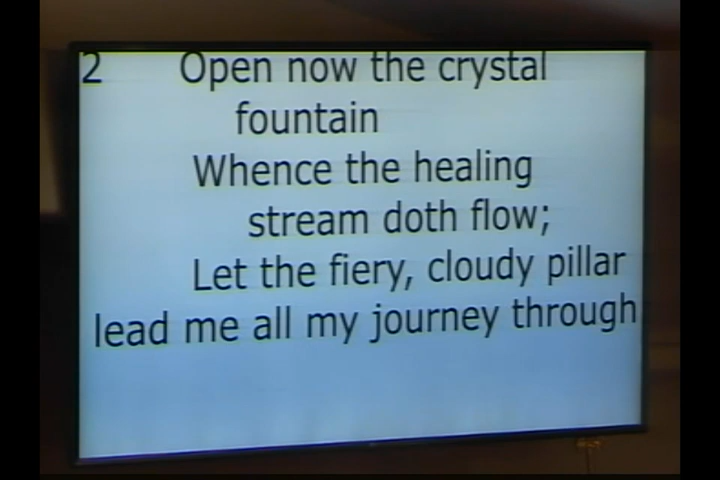 2 Open now the crystal
fountain
Whence the healing
stream doth flow;
Let the fiery, cloudy pillar
lead me all my journey through